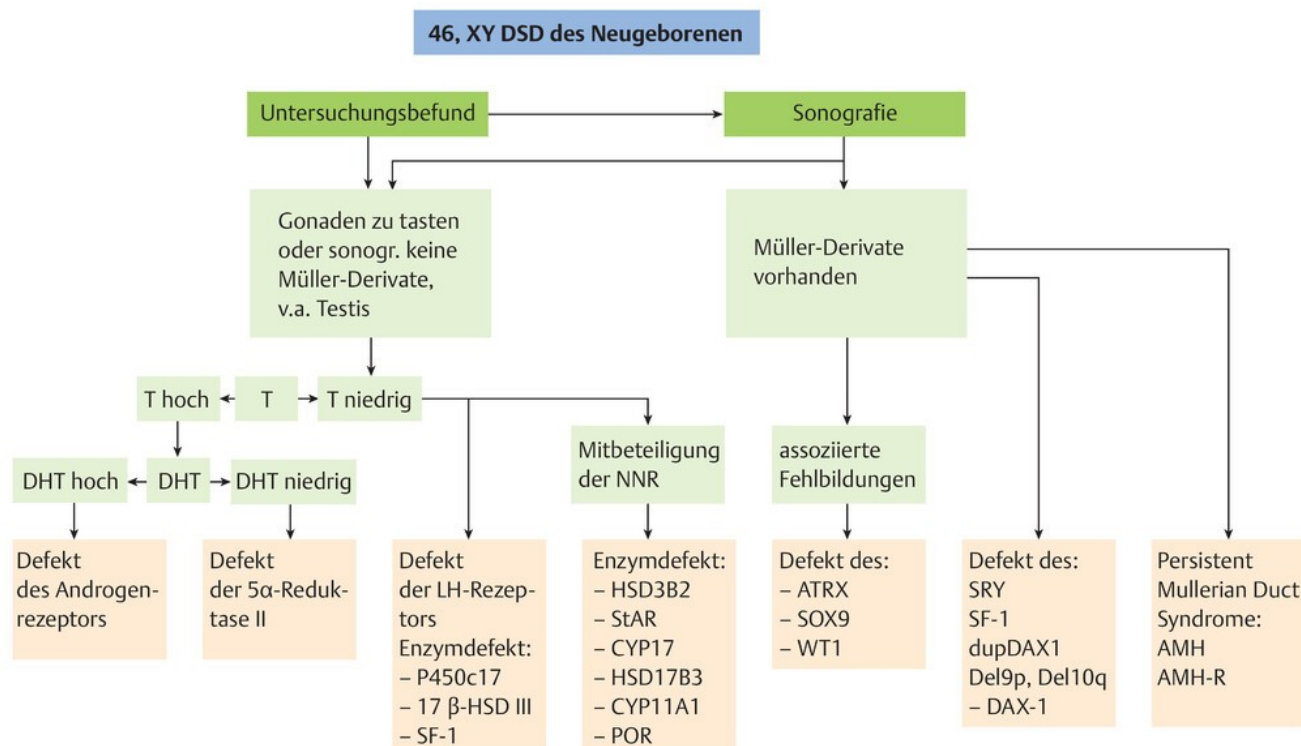 46, XY DSD des Neugeborenen
Untersuchungsbefund
Sonografie
Gonaden zu tasten
oder sonogr. keine
Müller-Derivate,
v.a. Testis
Müller-Derivate
vorhanden
T hoch
T
T niedrig
Mitbeteiligung
der NNR
assoziierte
Fehlbildungen
DHT hoch
DHT
DHT niedrig
Defekt
des Androgen-
rezeptors
Defekt
der 5α-Reduk-
tase II
Defekt
der LH-Rezep-
tors
Enzymdefekt:
– P450c17
– 17 β-HSD III
– SF-1
Enzymdefekt:
– HSD3B2
– StAR
– CYP17
– HSD17B3
– CYP11A1
– POR
Defekt des:
– ATRX
– SOX9
– WT1
Defekt des:
SRY
SF-1
dupDAX1
Del9p, Del10q
– DAX-1
Persistent
Mullerian Duct
Syndrome:
AMH
AMH-R